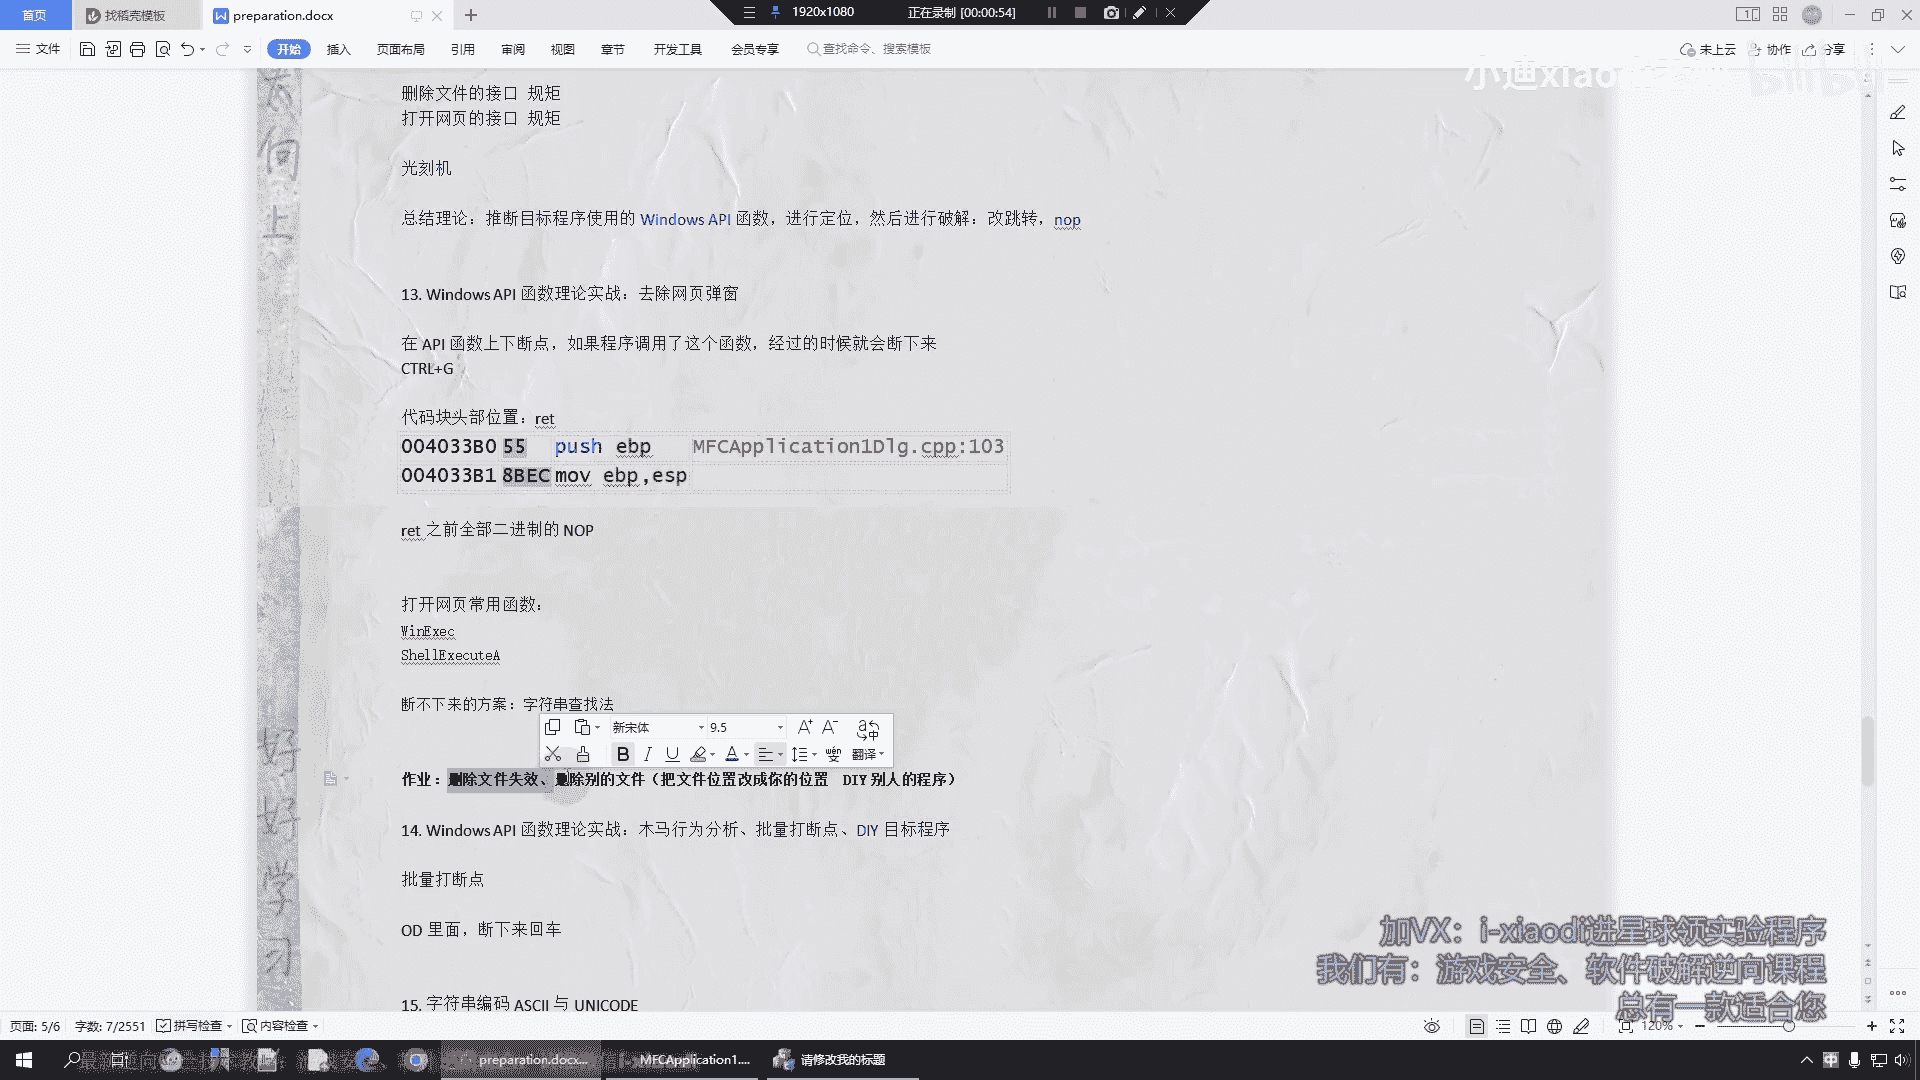 首页 找稻壳模板 preparation.docx
1920x1080 正在录制 [00:00:54]
文件 开始 插入 页面布局 引用 审阅 视图 章节 开发工具 会员专享 查找命令、搜索模板 未上云 协作 分享
小迪xiao
删除文件的接口 规矩
打开网页的接口 规矩
光刻机
总结理论：推断目标程序使用的 Windows API 函数，进行定位，然后进行破解：改跳转，nop
13. Windows API 函数理论实战：去除网页弹窗
在 API 函数上下断点，如果程序调用了这个函数，经过的时候就会断下来
CTRL+G
代码块头部位置：ret
004033B0 55 push ebp MFCApplication1Dlg.cpp:103
004033B1 8BEC mov ebp,esp
ret 之前全部二进制的 NOP
打开网页常用函数：
WinExec
ShellExecuteA
断不下来的方案：字符串查找法
新宋体 9.5
B I U A 翻译
作业：删除文件失效、删除别的文件（把文件位置改成你的位置 DIY 别人的程序）
14. Windows API 函数理论实战：木马行为分析、批量打断点、DIY 目标程序
批量打断点
OD 里面，断下来回车
15. 字符串编码 ASCII 与 UNICODE
向上
好好学习
加VX：i-xiaodi进星球领实验程序
我们有：游戏安全、软件破解逆向课程
总有一款适合您
页面: 5/6 字数: 7/2551 拼写检查 内容检查 120%
preparation.docx... MFCApplication1.... 请修改我的标题